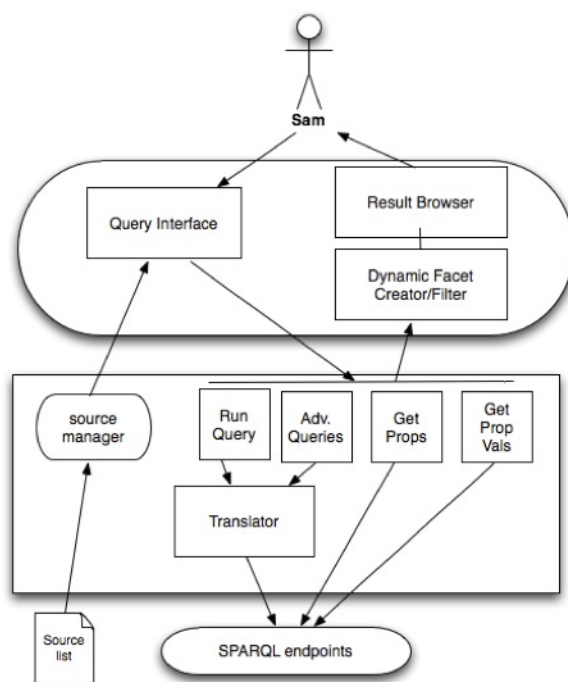 Sam
Query Interface
Result Browser
Dynamic Facet
Creator/Filter
source
manager
Run
Query
Adv.
Queries
Get
Props
Get
Prop
Vals
Translator
Source
list
SPARQL endpoints